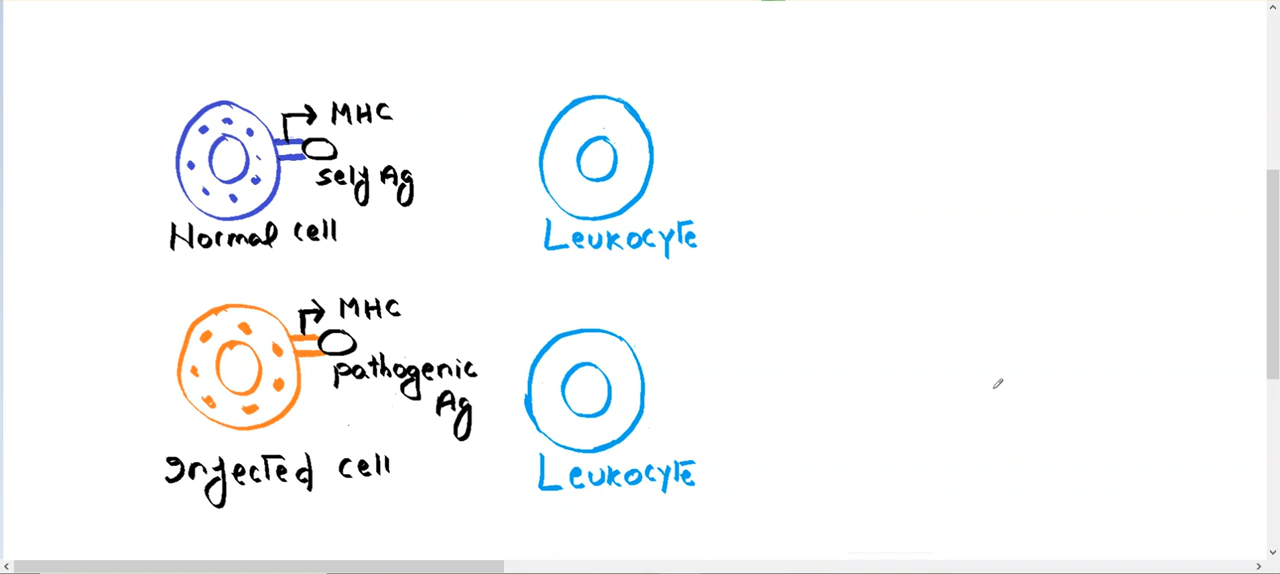 MHC
self Ag
Normal cell
Leukocyte
MHC
pathogenic
Ag
Infected cell
Leukocyte